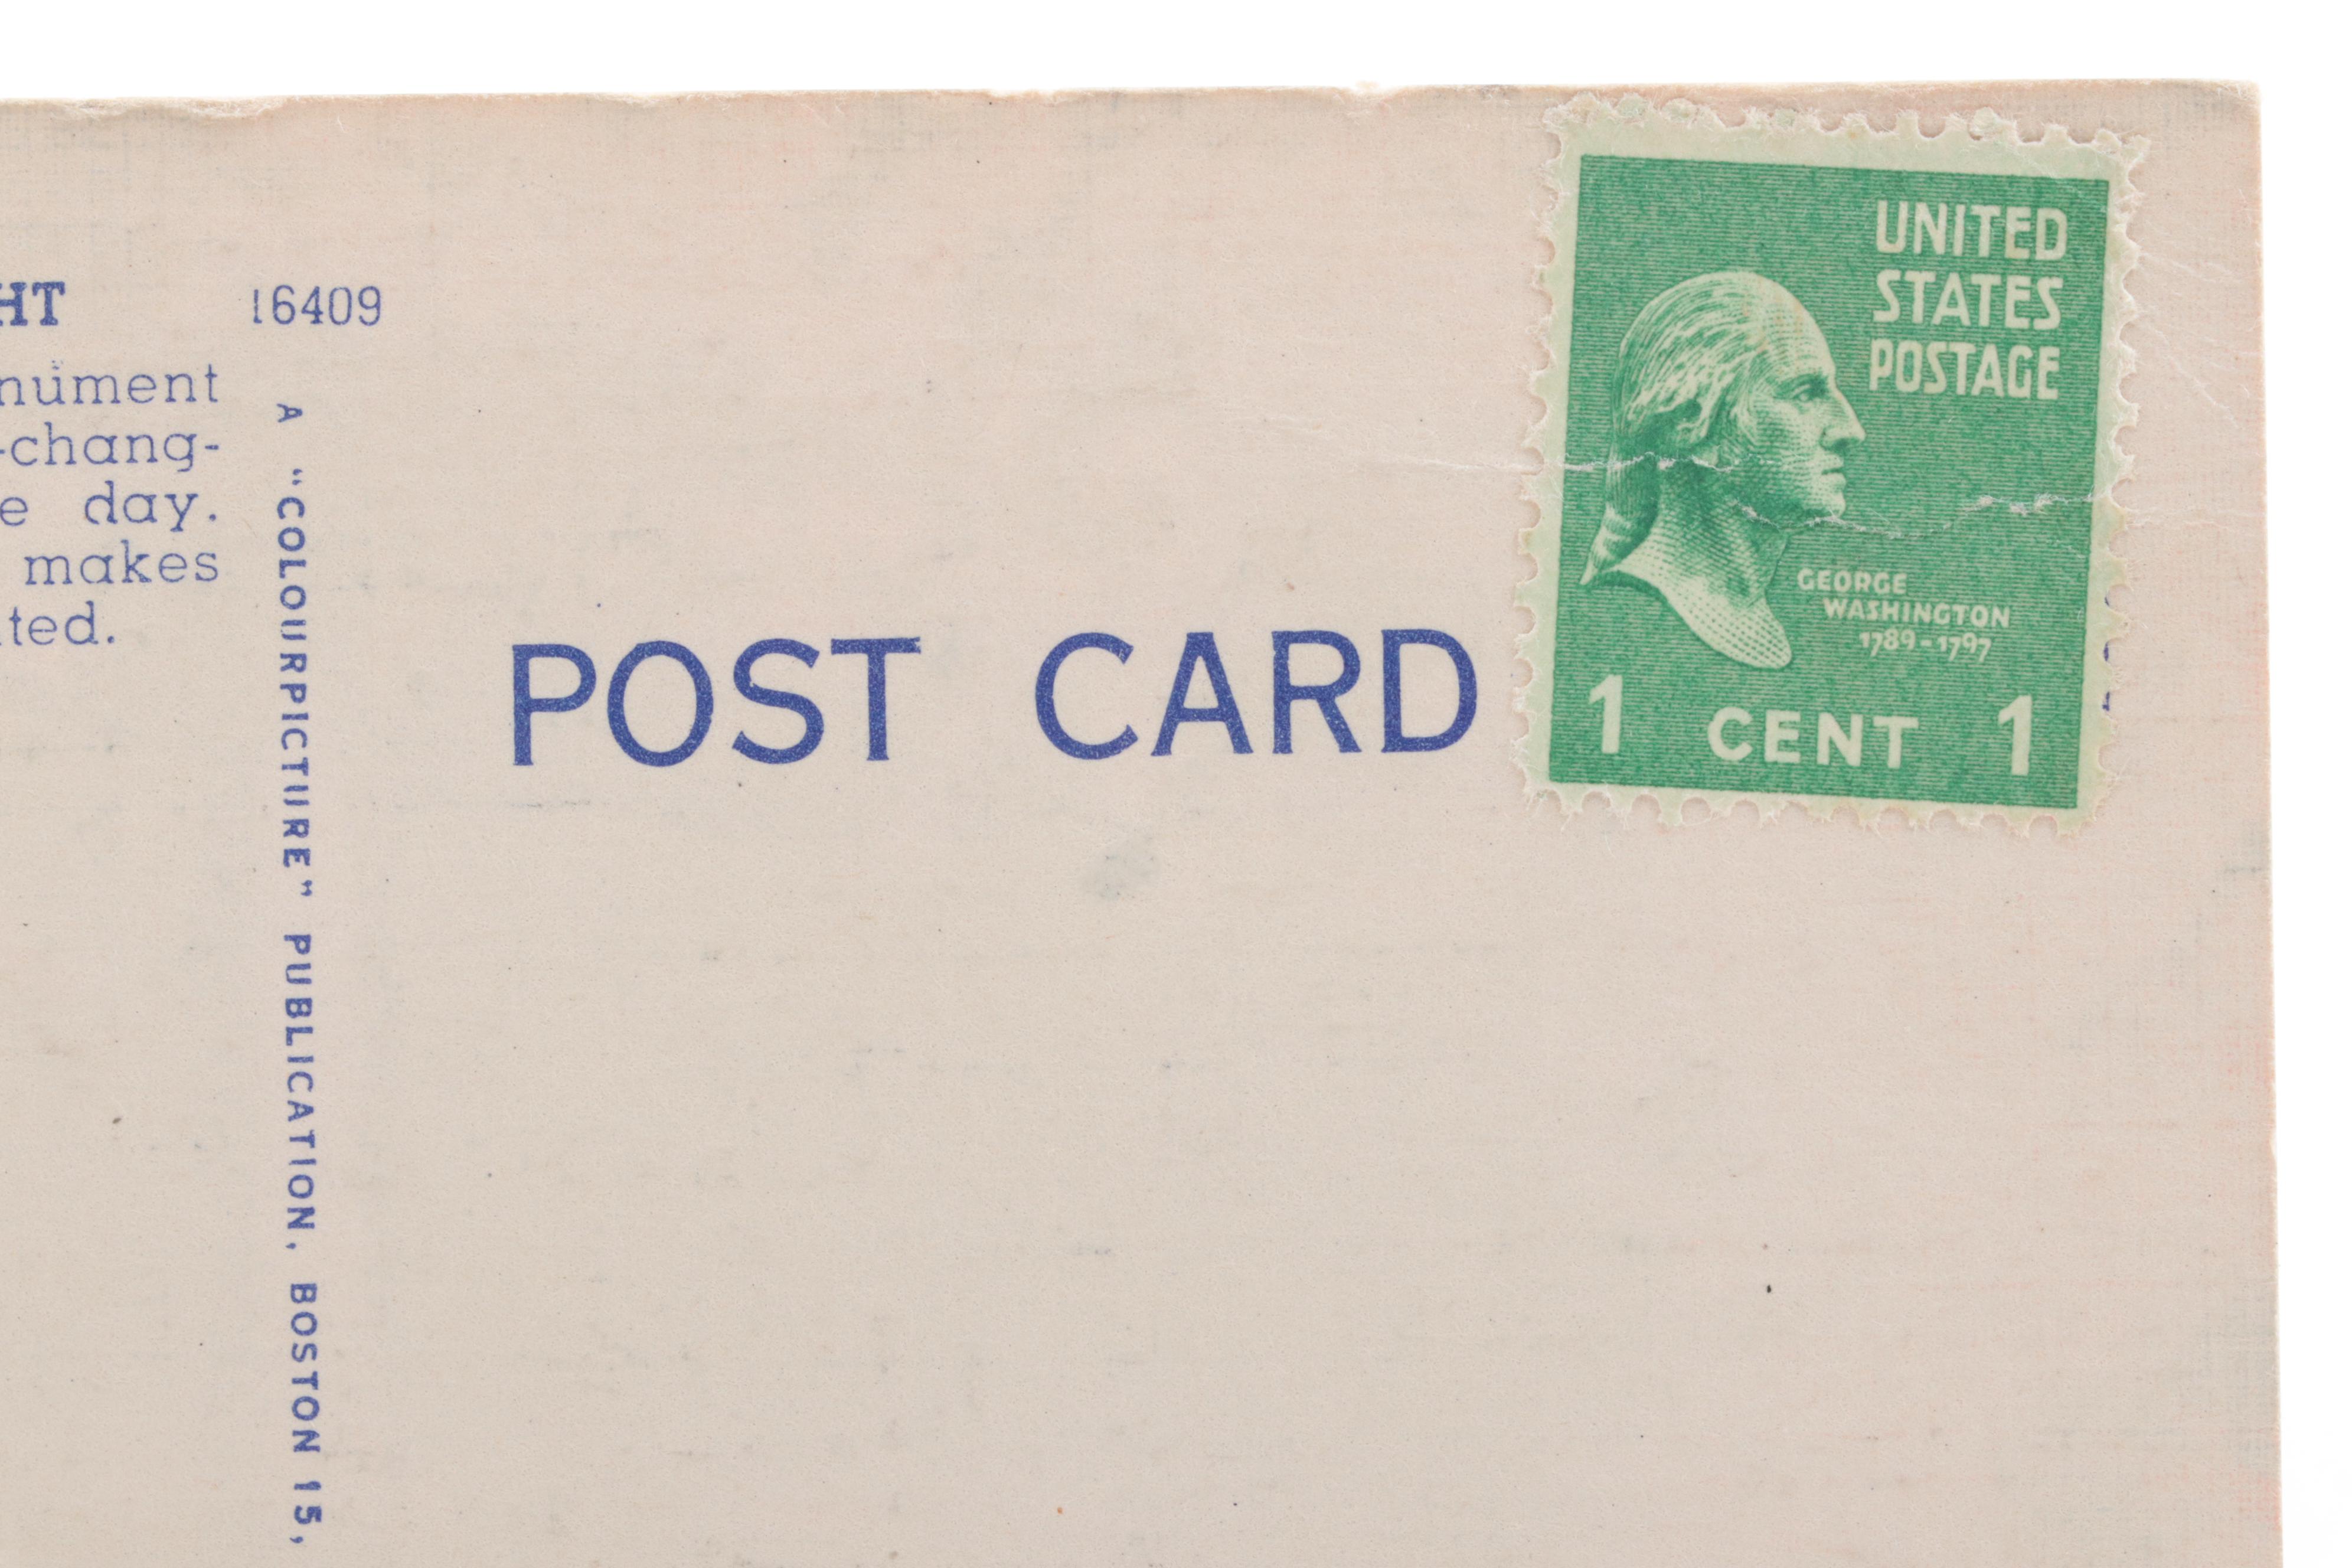 HT 16409
nument
-chang-
e day.
makes
ted.
A "COLOURPICTURE" PUBLICATION, BOSTON 15,
POST CARD
UNITED
STATES
POSTAGE
GEORGE
WASHINGTON
1789-1797
1 CENT 1